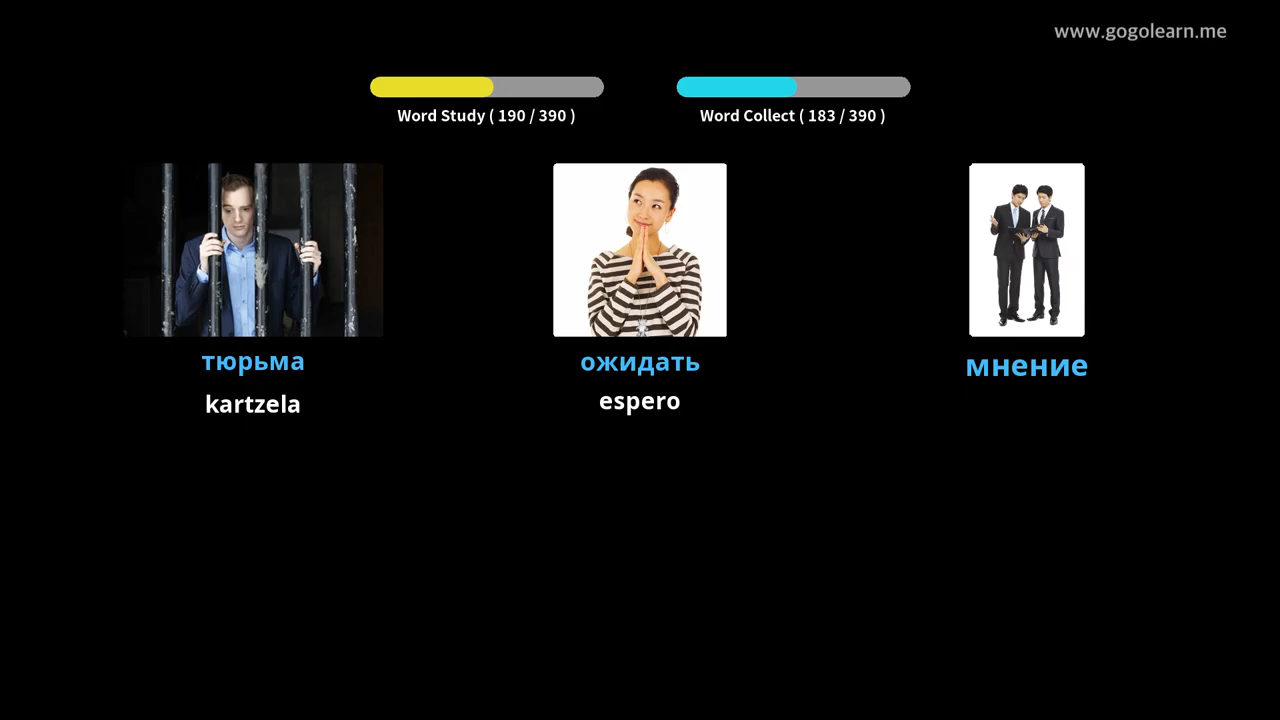 www.gogolearn.me
Word Study ( 190 / 390 )
Word Collect ( 183 / 390 )
тюрьма
ожидать
мнение
kartzela
espero